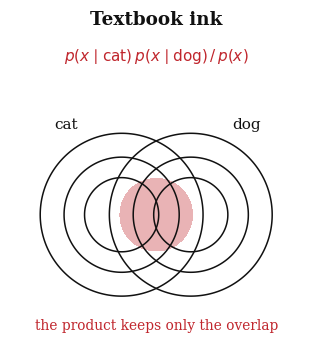 Textbook ink
p(x | cat) p(x | dog) / p(x)
cat
dog
the product keeps only the overlap